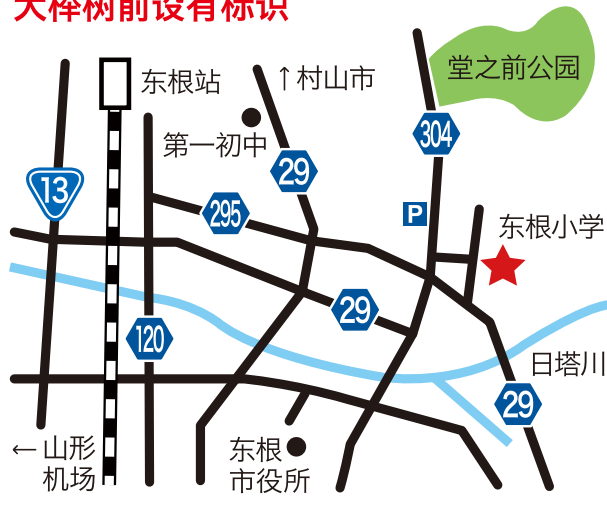 大榉树前设有标识
堂之前公园
东根站
↑村山市
第一初中
304
29
13
295
P
东根小学
29
120
日塔川
29
←山形
机场
东根
市役所